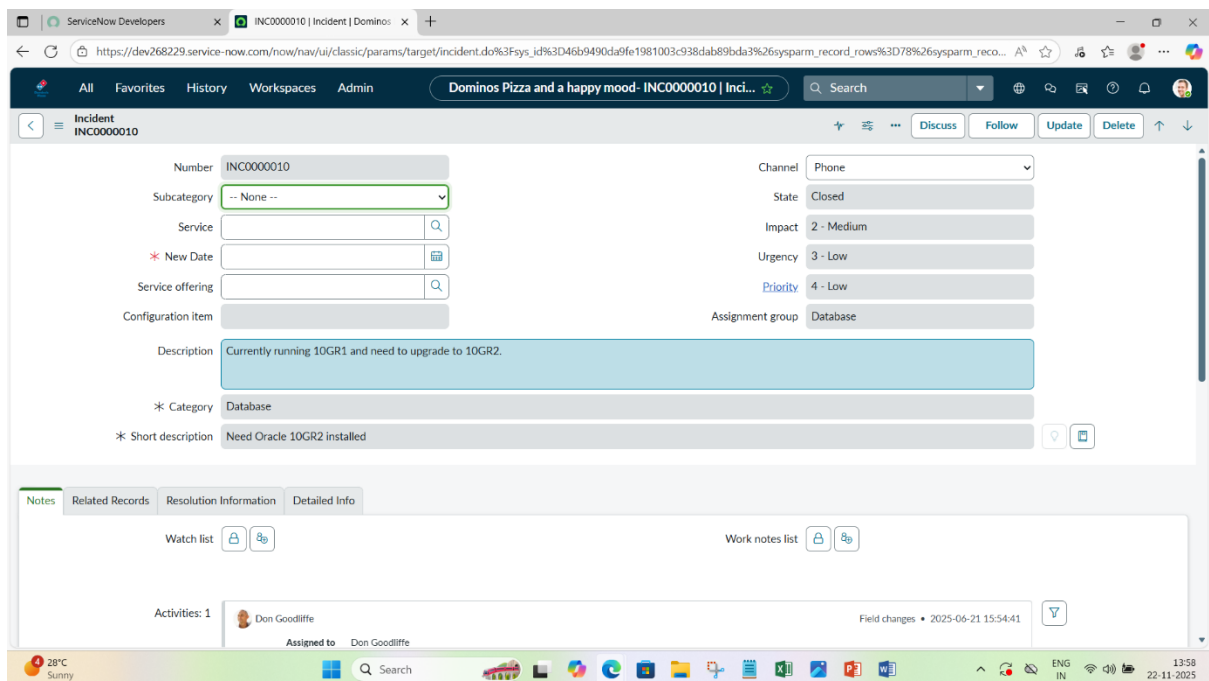 ServiceNow Developers
INC0000010 | Incident | Dominos
https://dev268229.service-now.com/now/nav/ui/classic/params/target/incident.do%3Fsys_id%3D46b9490da9fe1981003c938dab89bda3%26sysparm_record_rows%3D78%26sysparm_reco...
All Favorites History Workspaces Admin Dominos Pizza and a happy mood- INC0000010 | Inci... Search
Incident
INC0000010
Discuss Follow Update Delete
Number INC0000010 Channel Phone
Subcategory -- None -- State Closed
Service Impact 2 - Medium
New Date Urgency 3 - Low
Service offering Priority 4 - Low
Configuration item Assignment group Database
Description Currently running 10GR1 and need to upgrade to 10GR2.
Category Database
Short description Need Oracle 10GR2 installed
Notes Related Records Resolution Information Detailed Info
Watch list Work notes list
Activities: 1 Don Goodliffe Field changes • 2025-06-21 15:54:41
Assigned to Don Goodliffe
4 28°C
Sunny
Search
ENG
IN
13:58
22-11-2025